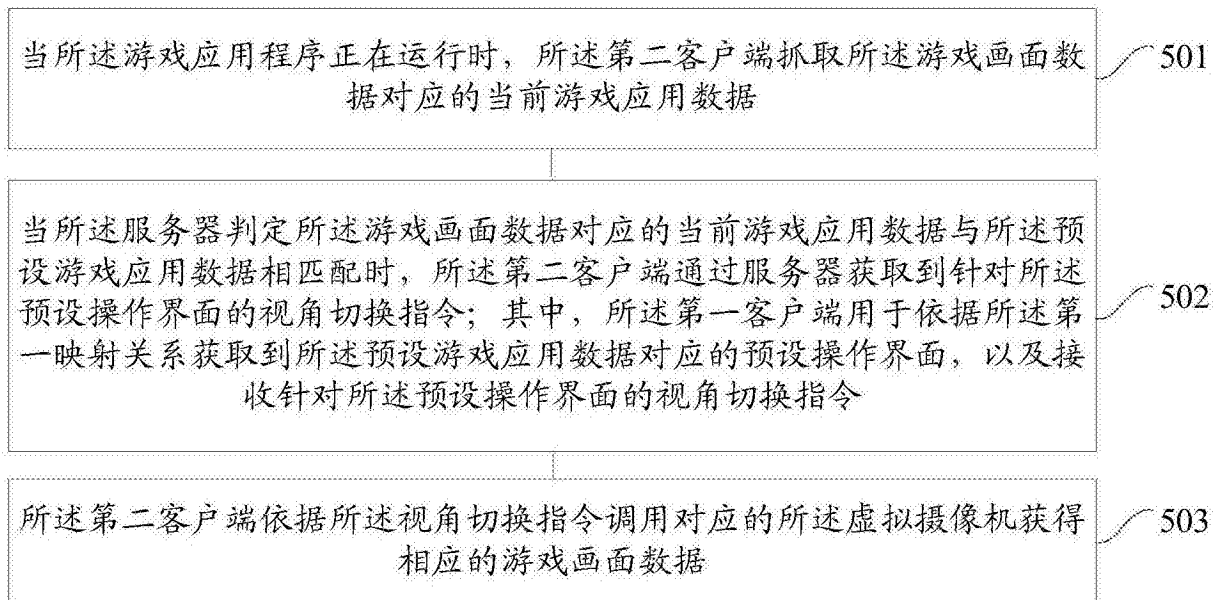 当所述游戏应用程序正在运行时，所述第二客户端抓取所述游戏画面数
据对应的当前游戏应用数据
501
当所述服务器判定所述游戏画面数据对应的当前游戏应用数据与所述预
设游戏应用数据相匹配时，所述第二客户端通过服务器获取到针对所述
预设操作界面的视角切换指令；其中，所述第一客户端用于依据所述第
一映射关系获取到所述预设游戏应用数据对应的预设操作界面，以及接
收针对所述预设操作界面的视角切换指令
502
所述第二客户端依据所述视角切换指令调用对应的所述虚拟摄像机获得
相应的游戏画面数据
503